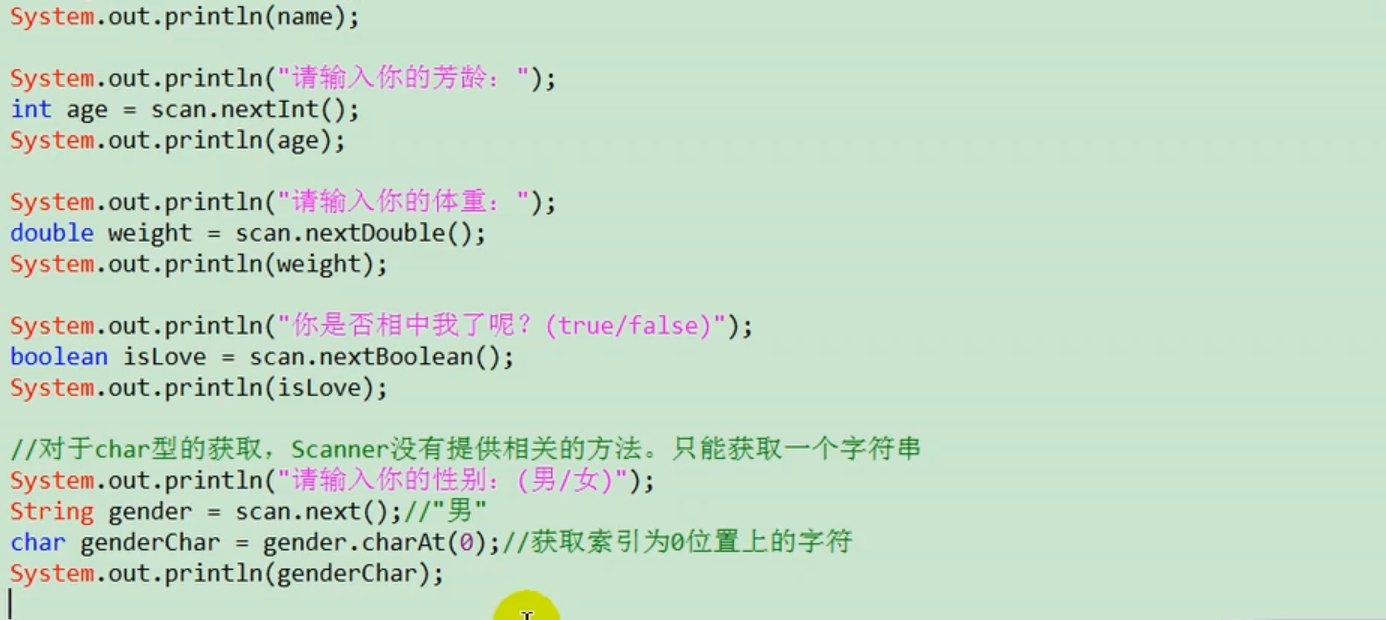 System.out.println(name);
System.out.println("请输入你的芳龄：");
int age = scan.nextInt();
System.out.println(age);
System.out.println("请输入你的体重：");
double weight = scan.nextDouble();
System.out.println(weight);
System.out.println("你是否相中我了呢？(true/false)");
boolean isLove = scan.nextBoolean();
System.out.println(isLove);
//对于char型的获取，Scanner没有提供相关的方法。只能获取一个字符串
System.out.println("请输入你的性别：(男/女)");
String gender = scan.next();//"男"
char genderChar = gender.charAt(0);//获取索引为0位置上的字符
System.out.println(genderChar);